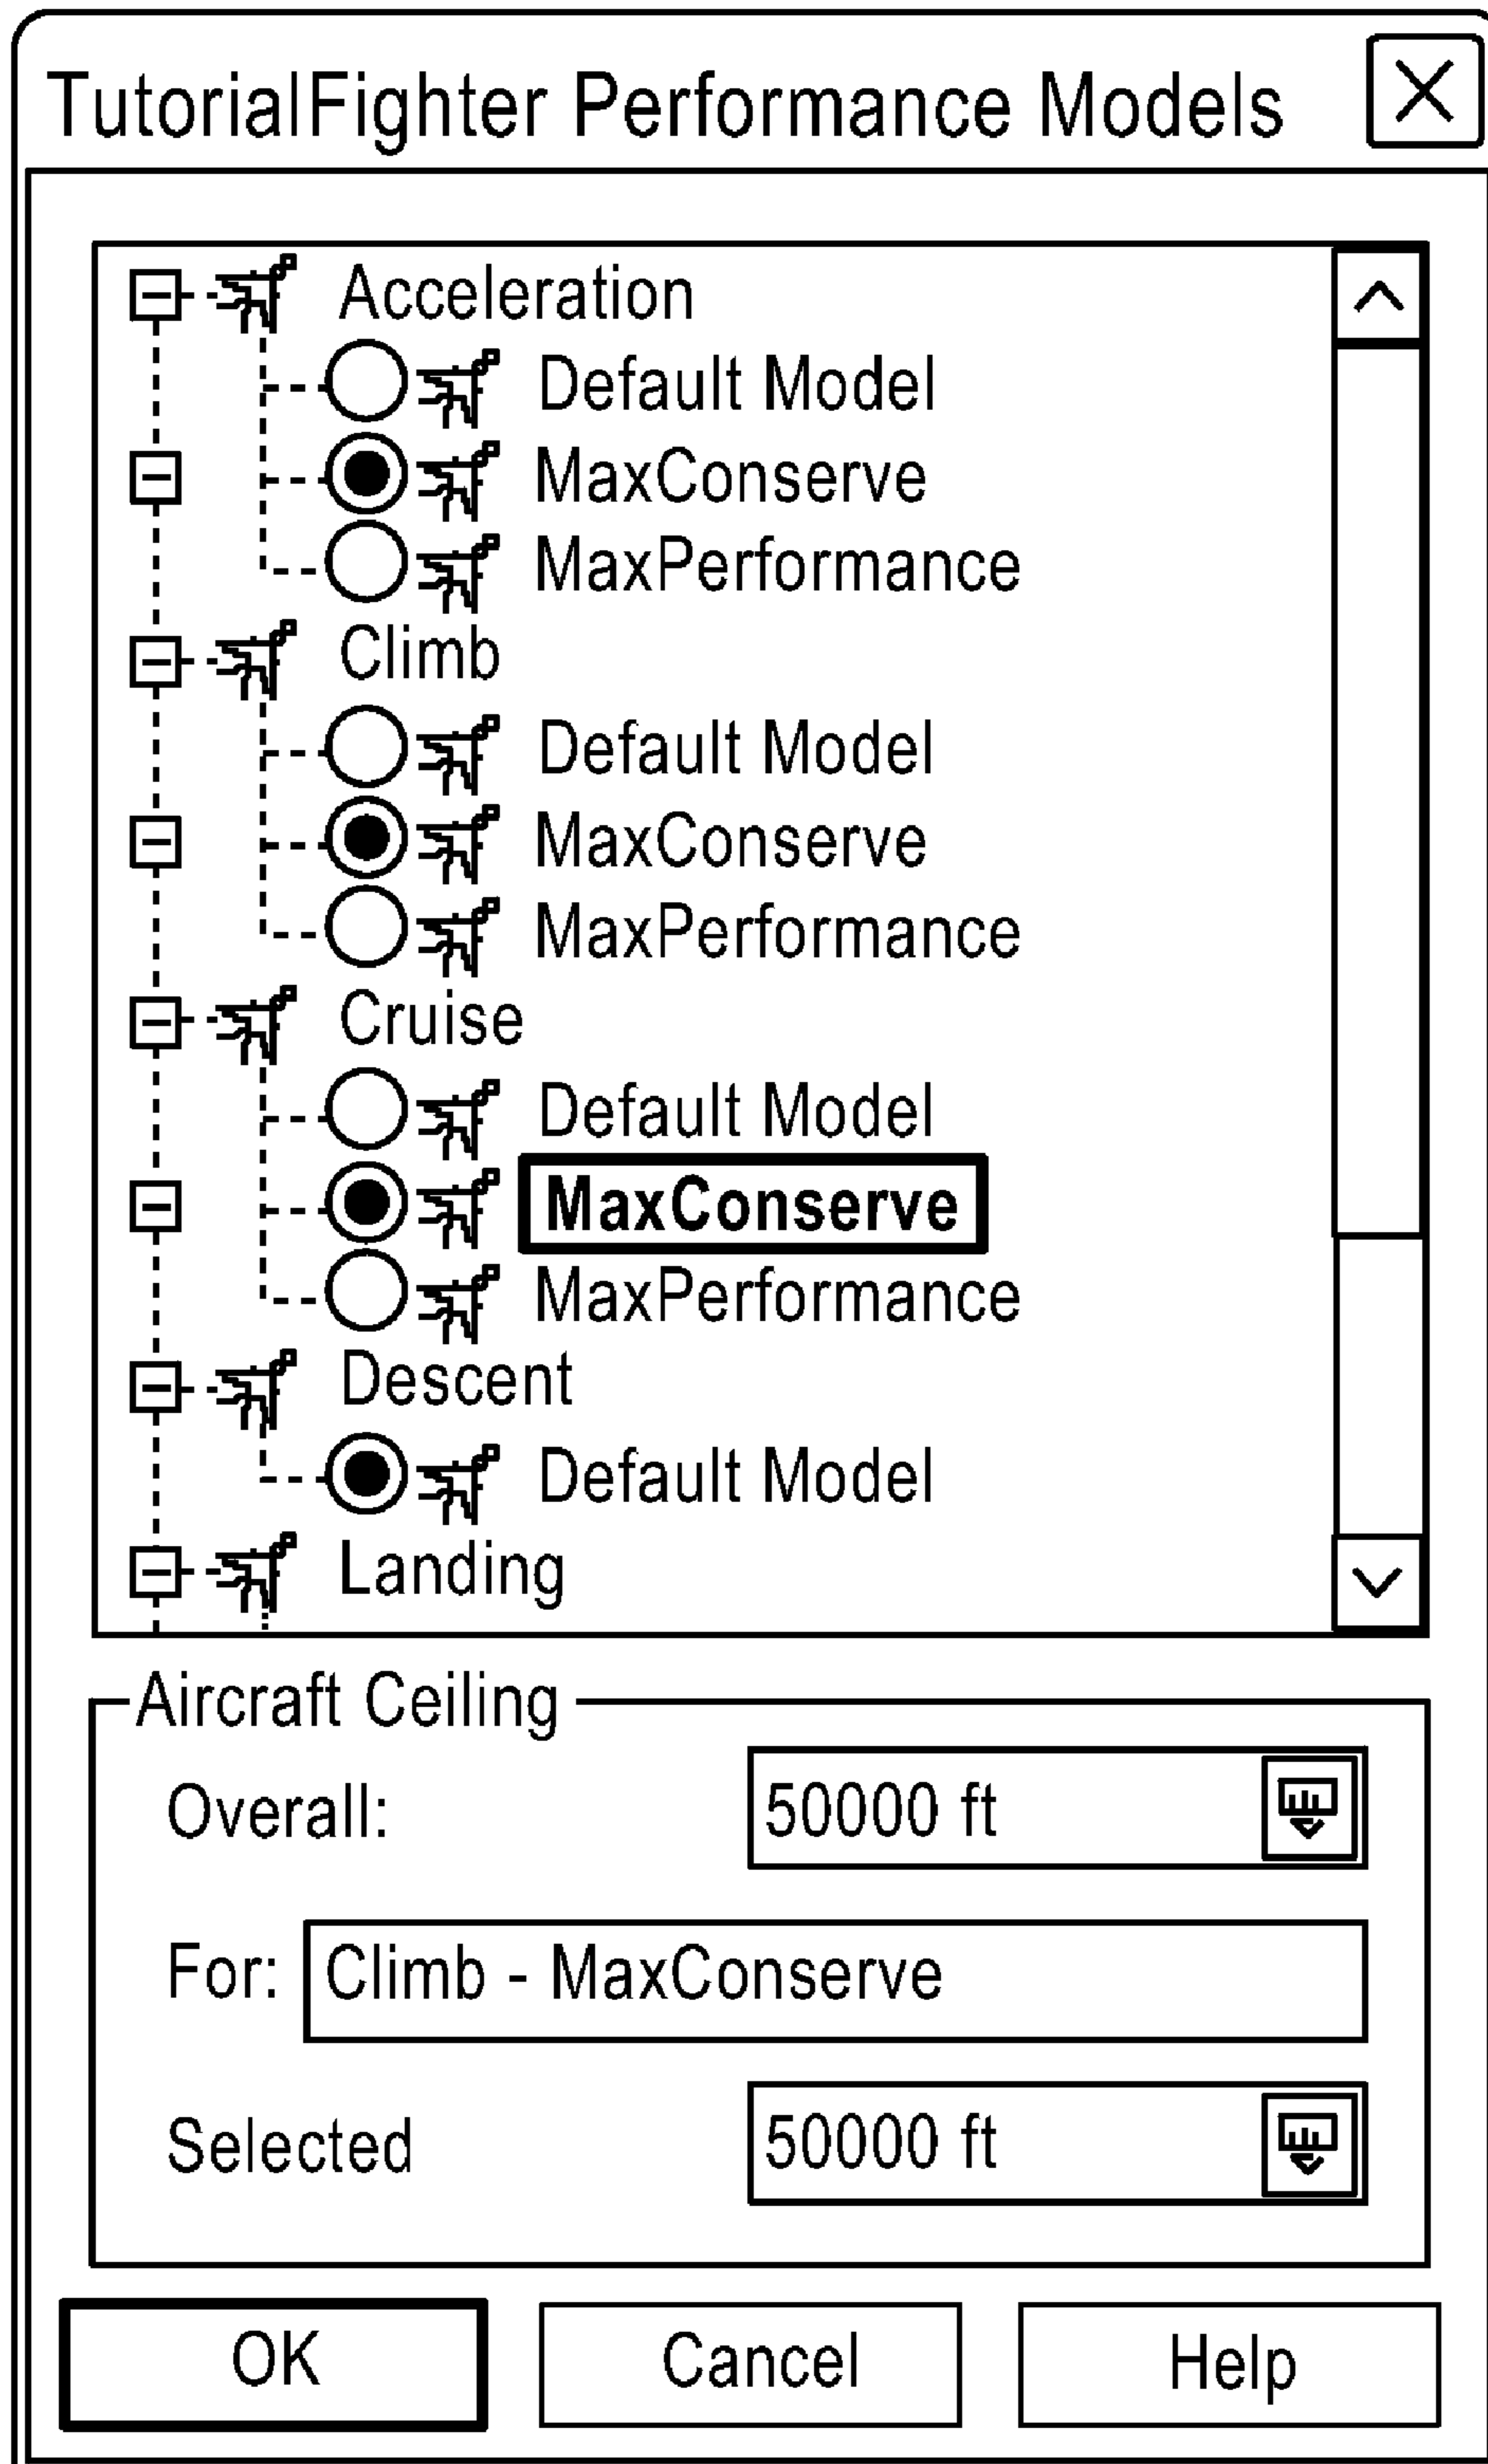 TutorialFighter Performance Models
Acceleration
Default Model
MaxConserve
MaxPerformance
Climb
Default Model
MaxConserve
MaxPerformance
Cruise
Default Model
MaxConserve
MaxPerformance
Descent
Default Model
Landing
Aircraft Ceiling
Overall: 50000 ft
For: Climb - MaxConserve
Selected 50000 ft
OK Cancel Help